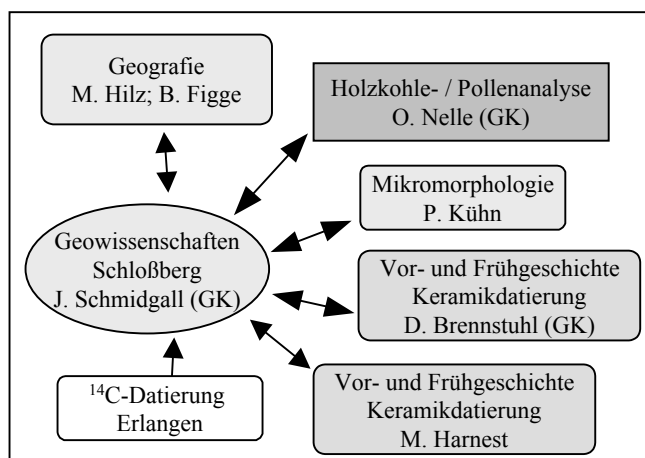 Geografie
M. Hilz; B. Figge
Holzkohle- / Pollenanalyse
O. Nelle (GK)
Mikromorphologie
P. Kühn
Geowissenschaften
Schloßberg
J. Schmidgall (GK)
Vor- und Frühgeschichte
Keramikdatierung
D. Brennstuhl (GK)
¹⁴C-Datierung
Erlangen
Vor- und Frühgeschichte
Keramikdatierung
M. Harnest